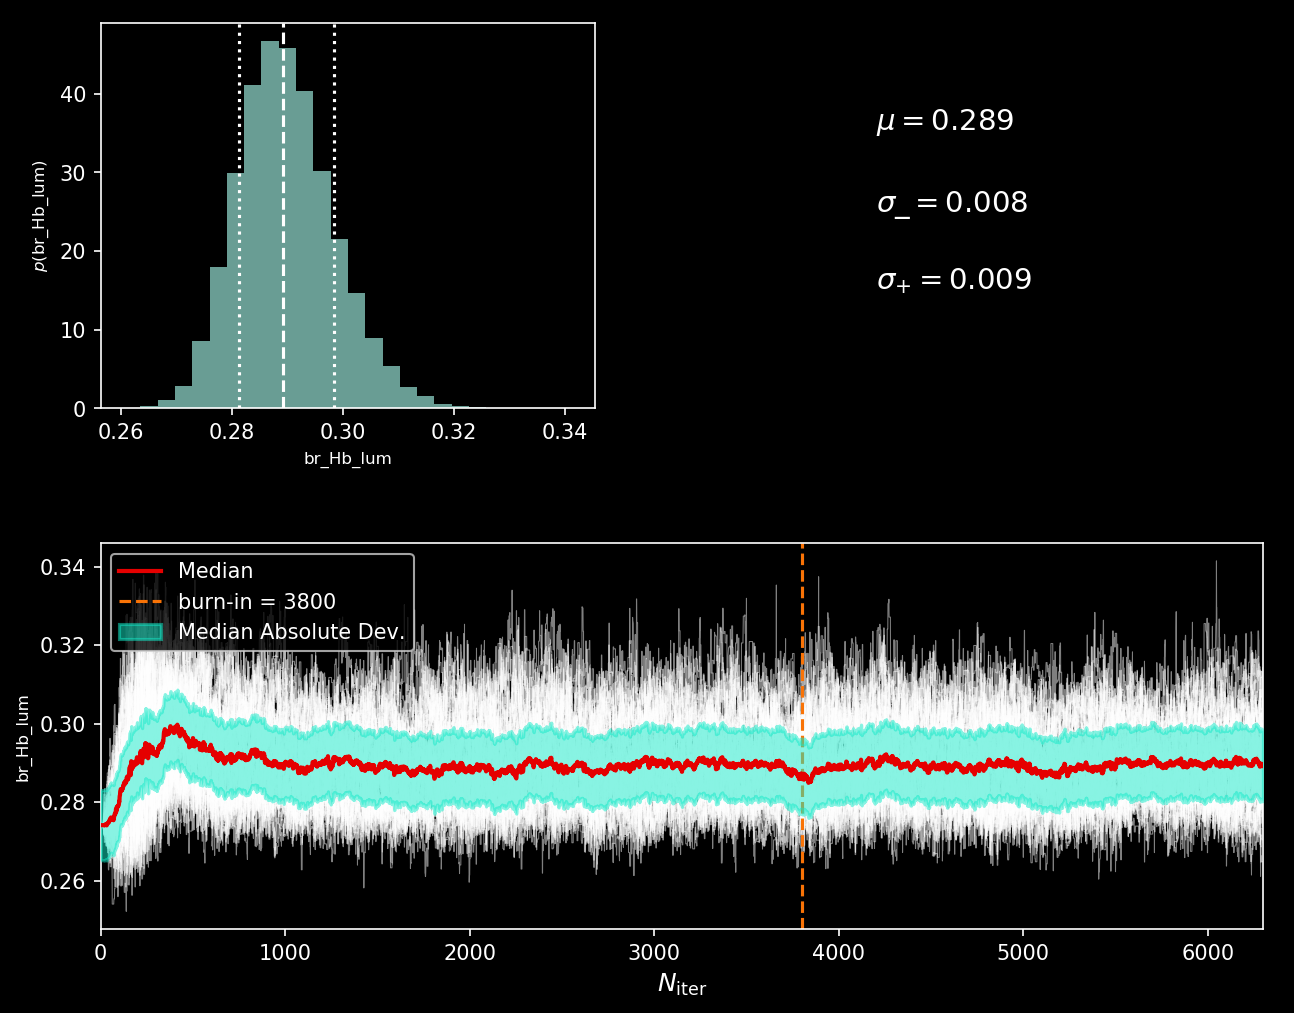 40
30
20
10
0
p(br_Hb_lum)
0.26 0.28 0.30 0.32 0.34
br_Hb_lum
μ = 0.289
σ₋ = 0.008
σ₊ = 0.009
Median
burn-in = 3800
Median Absolute Dev.
0.34
0.32
0.30
0.28
0.26
br_Hb_lum
0 1000 2000 3000 4000 5000 6000
N_iter